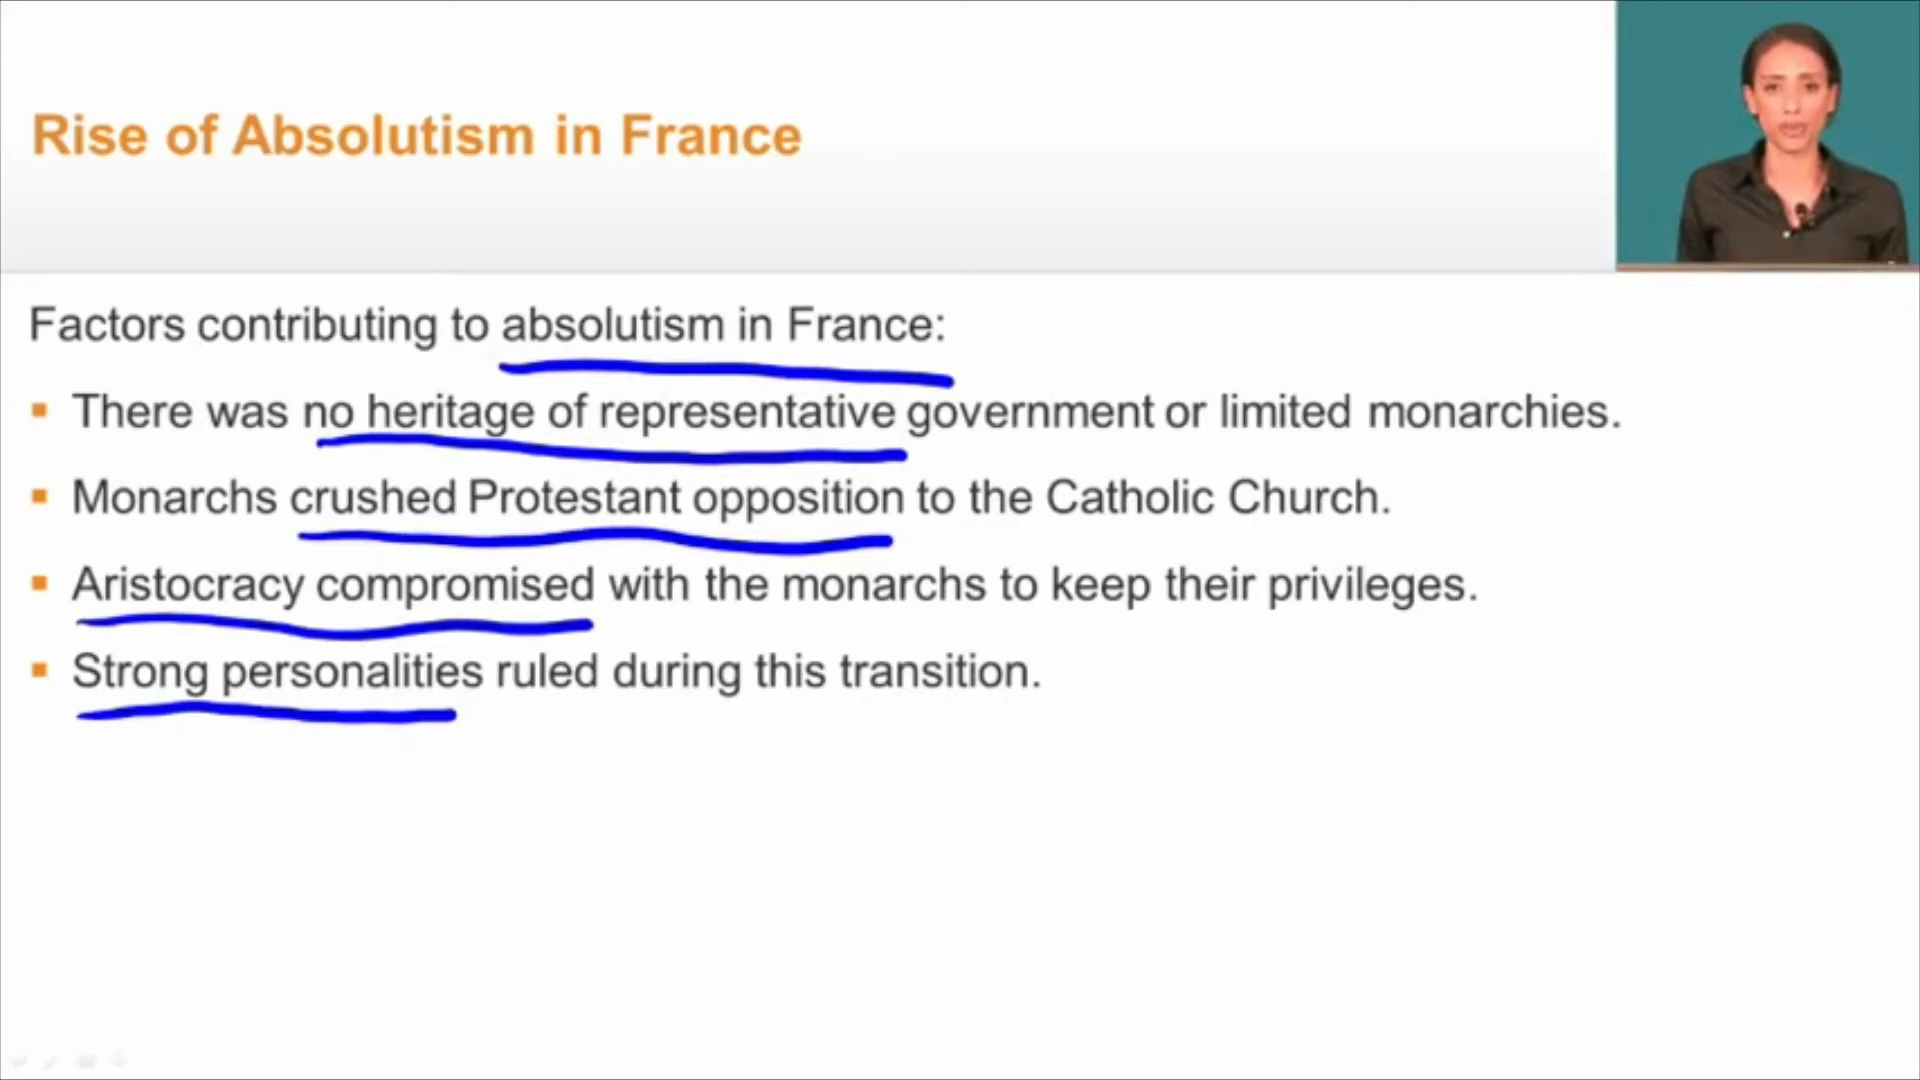 Rise of Absolutism in France
Factors contributing to absolutism in France:
There was no heritage of representative government or limited monarchies.
Monarchs crushed Protestant opposition to the Catholic Church.
Aristocracy compromised with the monarchs to keep their privileges.
Strong personalities ruled during this transition.